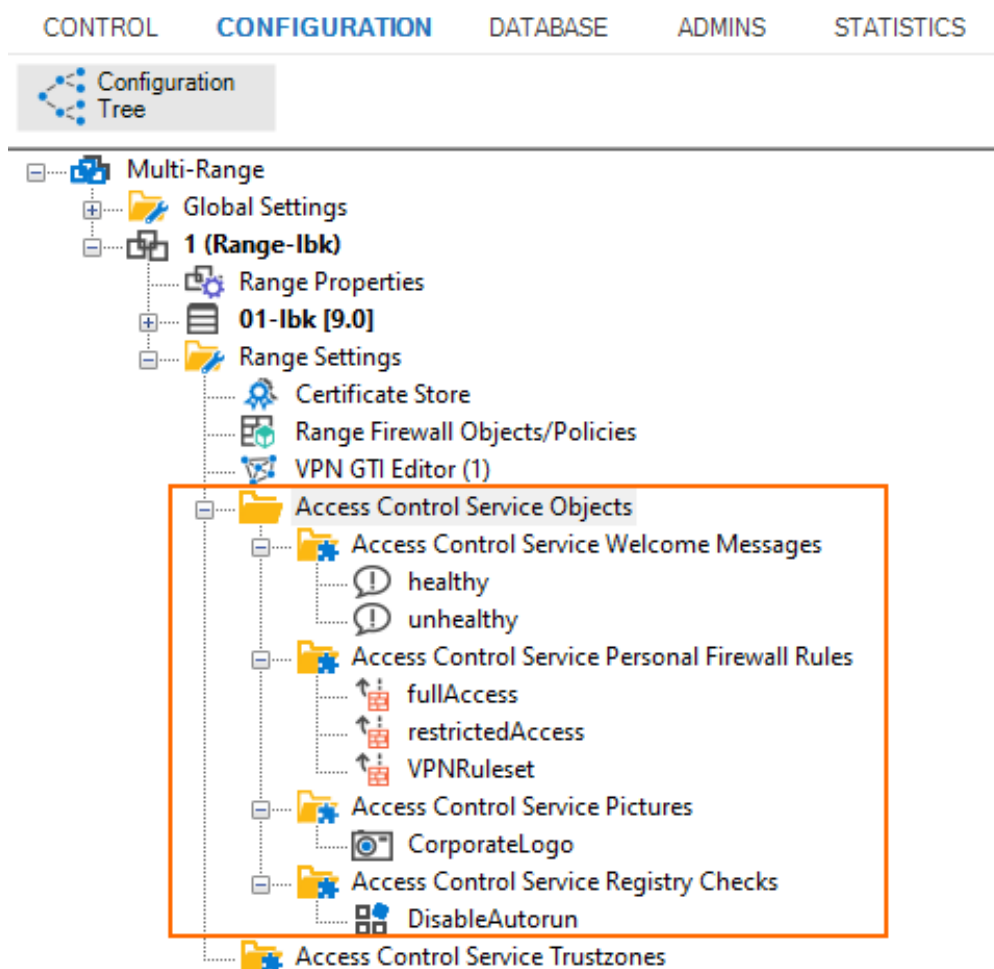 CONTROL CONFIGURATION DATABASE ADMINS STATISTICS
Configuration
Tree
Multi-Range
Global Settings
1 (Range-Ibk)
Range Properties
01-Ibk [9.0]
Range Settings
Certificate Store
Range Firewall Objects/Policies
VPN GTI Editor (1)
Access Control Service Objects
Access Control Service Welcome Messages
healthy
unhealthy
Access Control Service Personal Firewall Rules
fullAccess
restrictedAccess
VPNRuleset
Access Control Service Pictures
CorporateLogo
Access Control Service Registry Checks
DisableAutorun
Access Control Service Trustzones